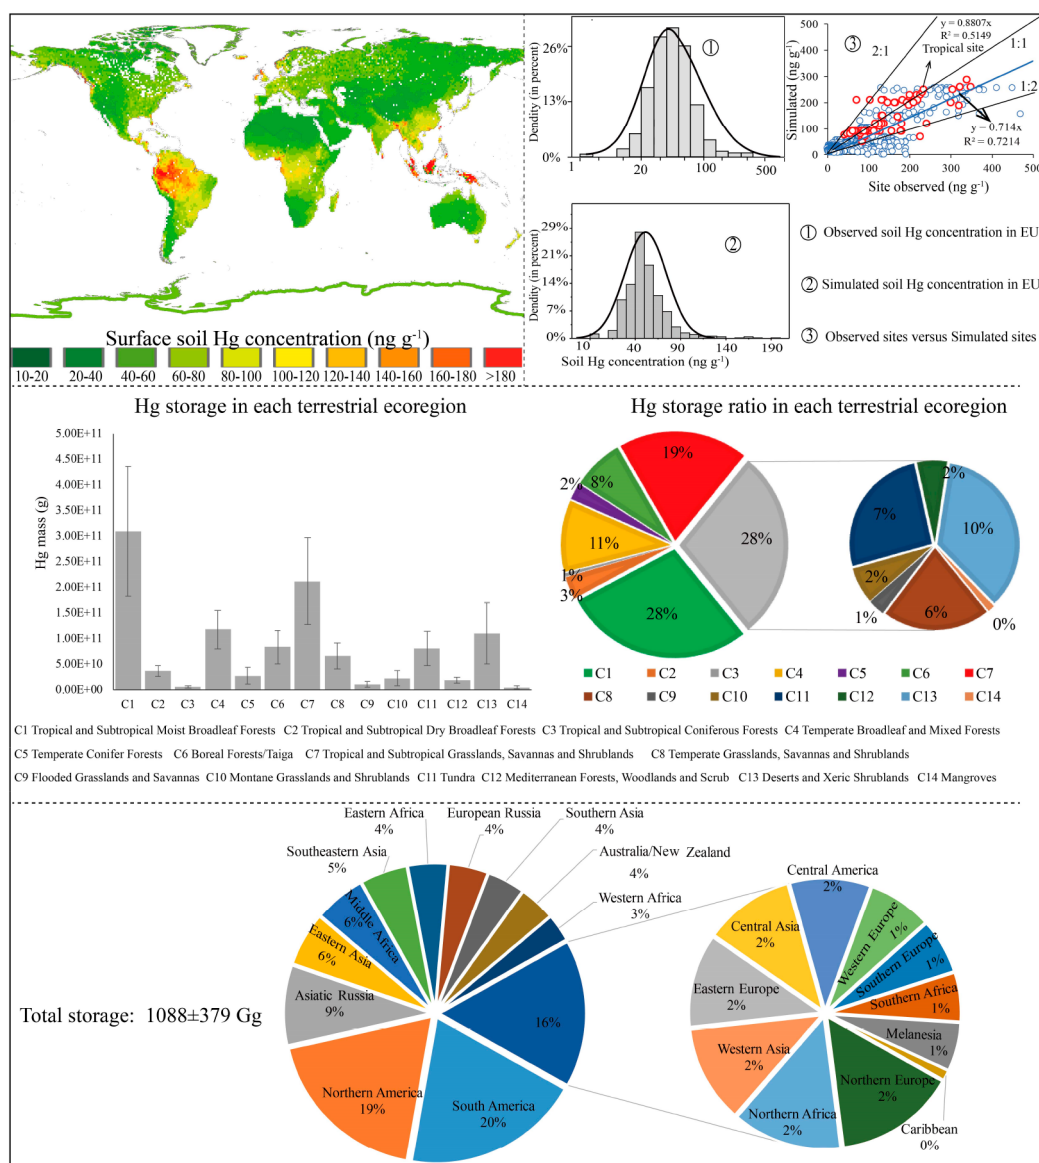 Surface soil Hg concentration (ng g-1)
10-20 20-40 40-60 60-80 80-100 100-120 120-140 140-160 160-180 >180
Dendity (in percent)
26%
13%
0%
1 20 100 500
①
Dendity (in percent)
29%
21%
14%
7%
0%
10 40 90 140 190
Soil Hg concentration (ng g-1)
②
Simulated (ng g-1)
500
400
300
200
100
0
0 100 200 300 400 500
Site observed (ng g-1)
③
2:1
y = 0.8807x
R² = 0.5149
Tropical site
1:1
1:2
y = 0.714x
R² = 0.7214
① Observed soil Hg concentration in EU
② Simulated soil Hg concentration in EU
③ Observed sites versus Simulated sites
Hg storage in each terrestrial ecoregion
Hg mass (g)
5.00E+11
4.50E+11
4.00E+11
3.50E+11
3.00E+11
2.50E+11
2.00E+11
1.50E+11
1.00E+11
5.00E+10
0.00E+00
C1 C2 C3 C4 C5 C6 C7 C8 C9 C10 C11 C12 C13 C14
Hg storage ratio in each terrestrial ecoregion
19%
8%
2%
11%
1%
3%
28%
28%
2%
7%
10%
2%
1%
6%
0%
C1 C2 C3 C4 C5 C6 C7
C8 C9 C10 C11 C12 C13 C14
C1 Tropical and Subtropical Moist Broadleaf Forests C2 Tropical and Subtropical Dry Broadleaf Forests C3 Tropical and Subtropical Coniferous Forests C4 Temperate Broadleaf and Mixed Forests
C5 Temperate Conifer Forests C6 Boreal Forests/Taiga C7 Tropical and Subtropical Grasslands, Savannas and Shrublands C8 Temperate Grasslands, Savannas and Shrublands
C9 Flooded Grasslands and Savannas C10 Montane Grasslands and Shrublands C11 Tundra C12 Mediterranean Forests, Woodlands and Scrub C13 Deserts and Xeric Shrublands C14 Mangroves
Total storage: 1088±379 Gg
Eastern Africa
4%
European Russia
4%
Southern Asia
4%
Southeastern Asia
5%
Australia/New Zealand
4%
Western Africa
3%
Middle Africa
6%
Eastern Asia
6%
Asiatic Russia
9%
16%
Northern America
19%
South America
20%
Central America
2%
Western Europe
1%
Central Asia
2%
Southern Europe
1%
Eastern Europe
2%
Southern Africa
1%
Melanesia
1%
Western Asia
2%
Northern Europe
2%
Northern Africa
2%
Caribbean
0%